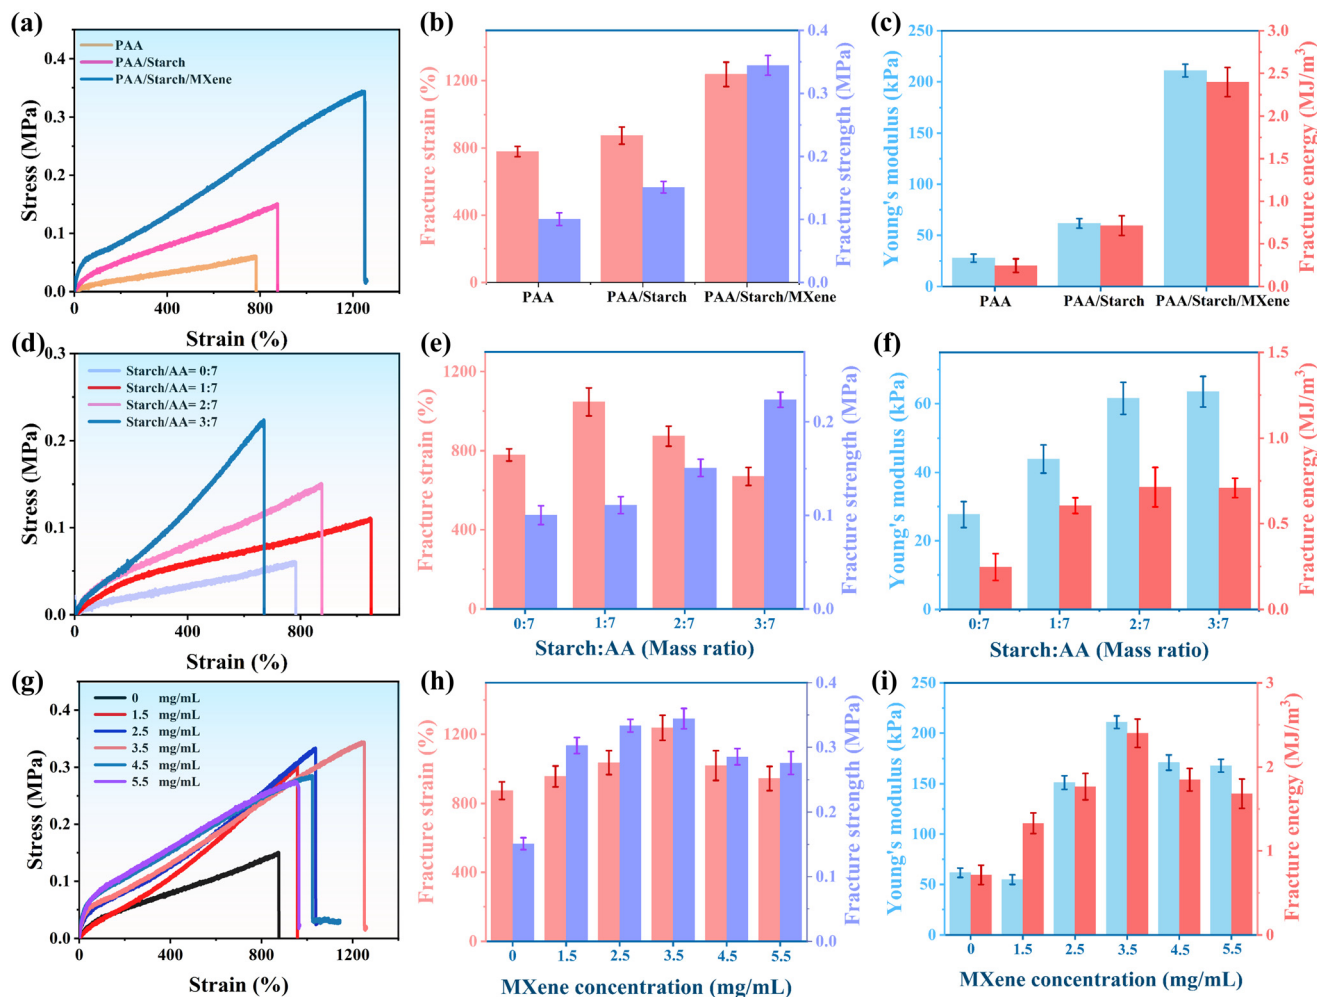 (a)
PAA
PAA/Starch
PAA/Starch/MXene
Stress (MPa)
0.4
0.3
0.2
0.1
0.0
0
400
800
1200
Strain (%)
(b)
Fracture strain (%)
1200
800
400
0
PAA
PAA/Starch
PAA/Starch/MXene
0.4
0.3
0.2
0.1
0.0
Fracture strength (MPa)
(c)
Young's modulus (kPa)
250
200
150
100
50
0
PAA
PAA/Starch
PAA/Starch/MXene
3.0
2.5
2.0
1.5
1.0
0.5
0.0
Fracture energy (MJ/m³)
(d)
Starch/AA= 0:7
Starch/AA= 1:7
Starch/AA= 2:7
Starch/AA= 3:7
Stress (MPa)
0.3
0.2
0.1
0.0
0
400
800
Strain (%)
(e)
Fracture strain (%)
1200
800
400
0
0:7
1:7
2:7
3:7
Starch:AA (Mass ratio)
0.2
0.1
0.0
Fracture strength (MPa)
(f)
Young's modulus (kPa)
60
40
20
0
0:7
1:7
2:7
3:7
Starch:AA (Mass ratio)
1.5
1.0
0.5
0.0
Fracture energy (MJ/m³)
(g)
0 mg/mL
1.5 mg/mL
2.5 mg/mL
3.5 mg/mL
4.5 mg/mL
5.5 mg/mL
Stress (MPa)
0.4
0.3
0.2
0.1
0.0
0
400
800
1200
Strain (%)
(h)
Fracture strain (%)
1200
800
400
0
0
1.5
2.5
3.5
4.5
5.5
MXene concentration (mg/mL)
0.4
0.3
0.2
0.1
0.0
Fracture strength (MPa)
(i)
Young's modulus (kPa)
250
200
150
100
50
0
0
1.5
2.5
3.5
4.5
5.5
MXene concentration (mg/mL)
3
2
1
0
Fracture energy (MJ/m³)